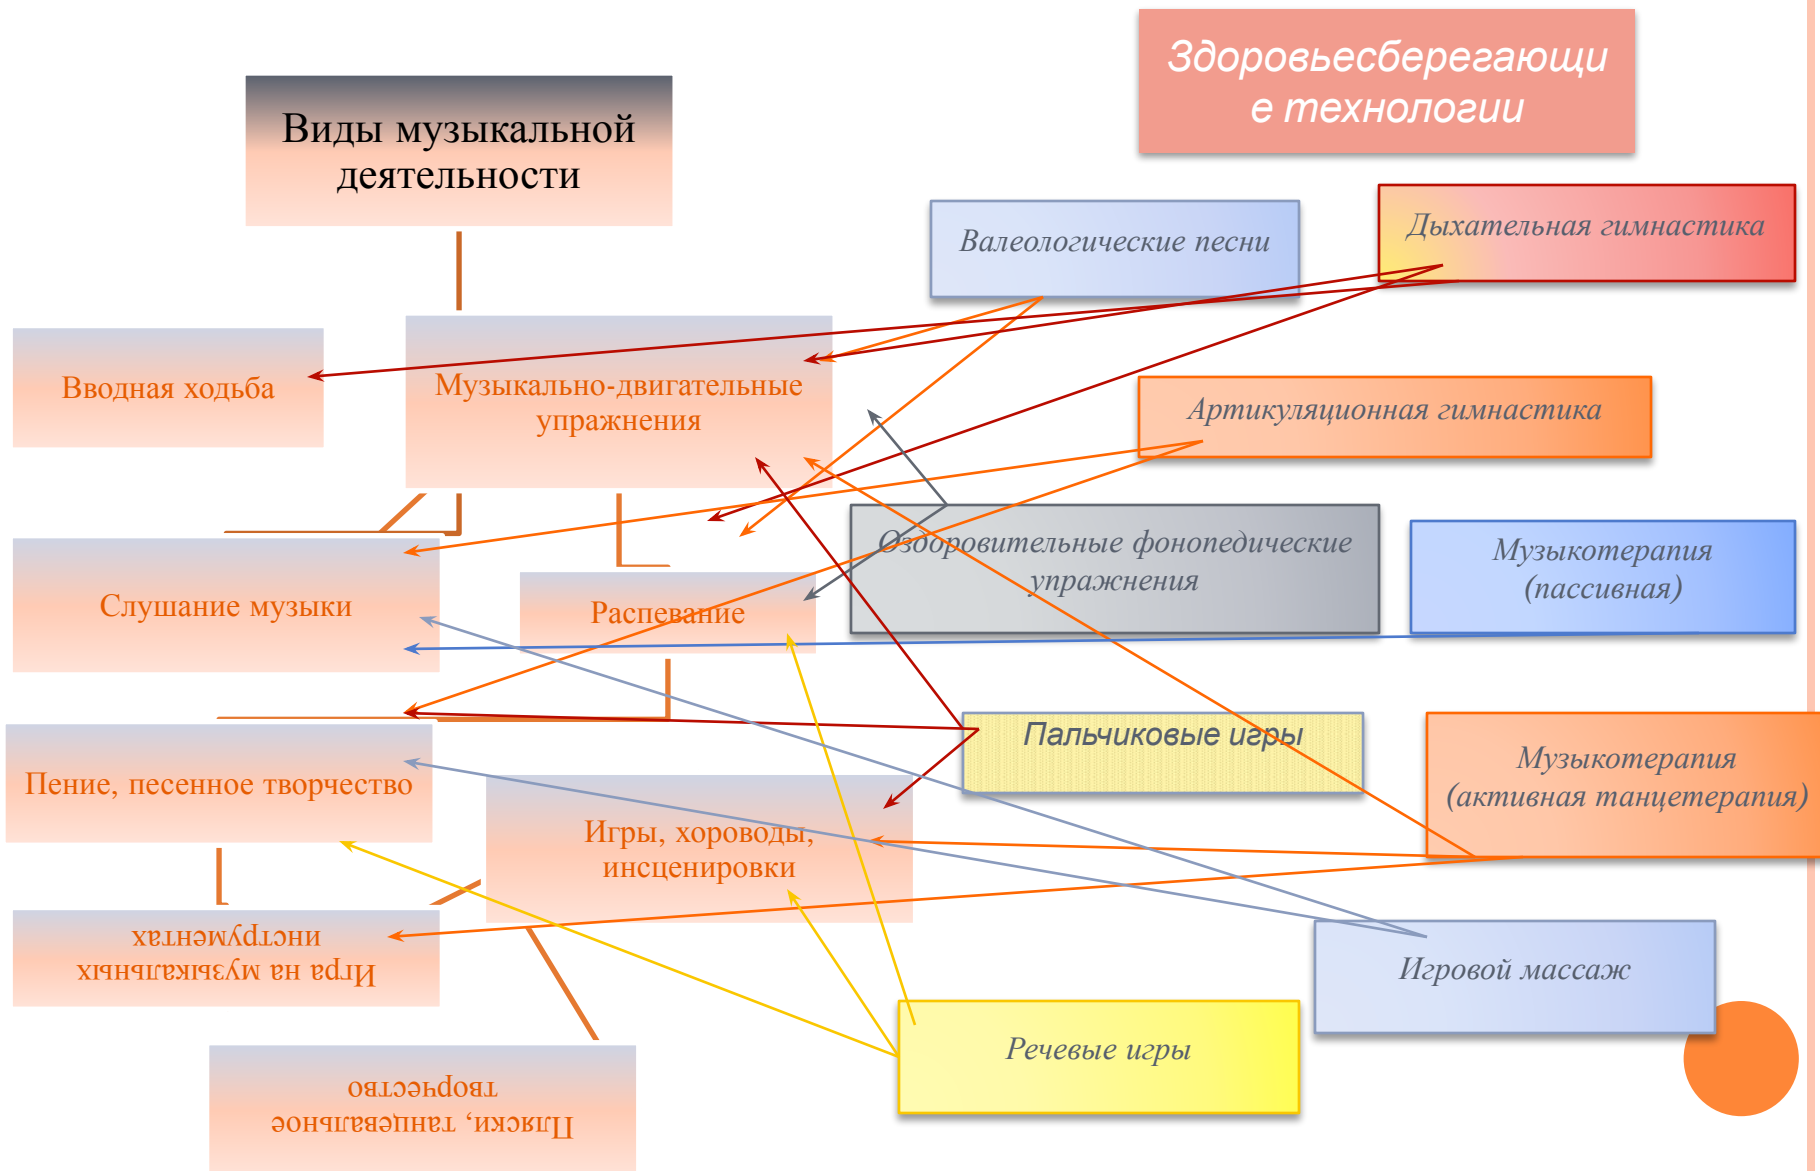 Здоровьесберегающи
е технологии
Виды музыкальной
деятельности
Валеологические песни
Дыхательная гимнастика
Вводная ходьба
Музыкально-двигательные
упражнения
Артикуляционная гимнастика
Оздоровительные фонопедические
упражнения
Музыкотерапия
(пассивная)
Слушание музыки
Распевание
Пальчиковые игры
Музыкотерапия
(активная танцетерапия)
Пение, песенное творчество
Игры, хороводы,
инсценировки
Игра на музыкальных
инструментах
Игровой массаж
Речевые игры
Пляски, танцевальное
творчество